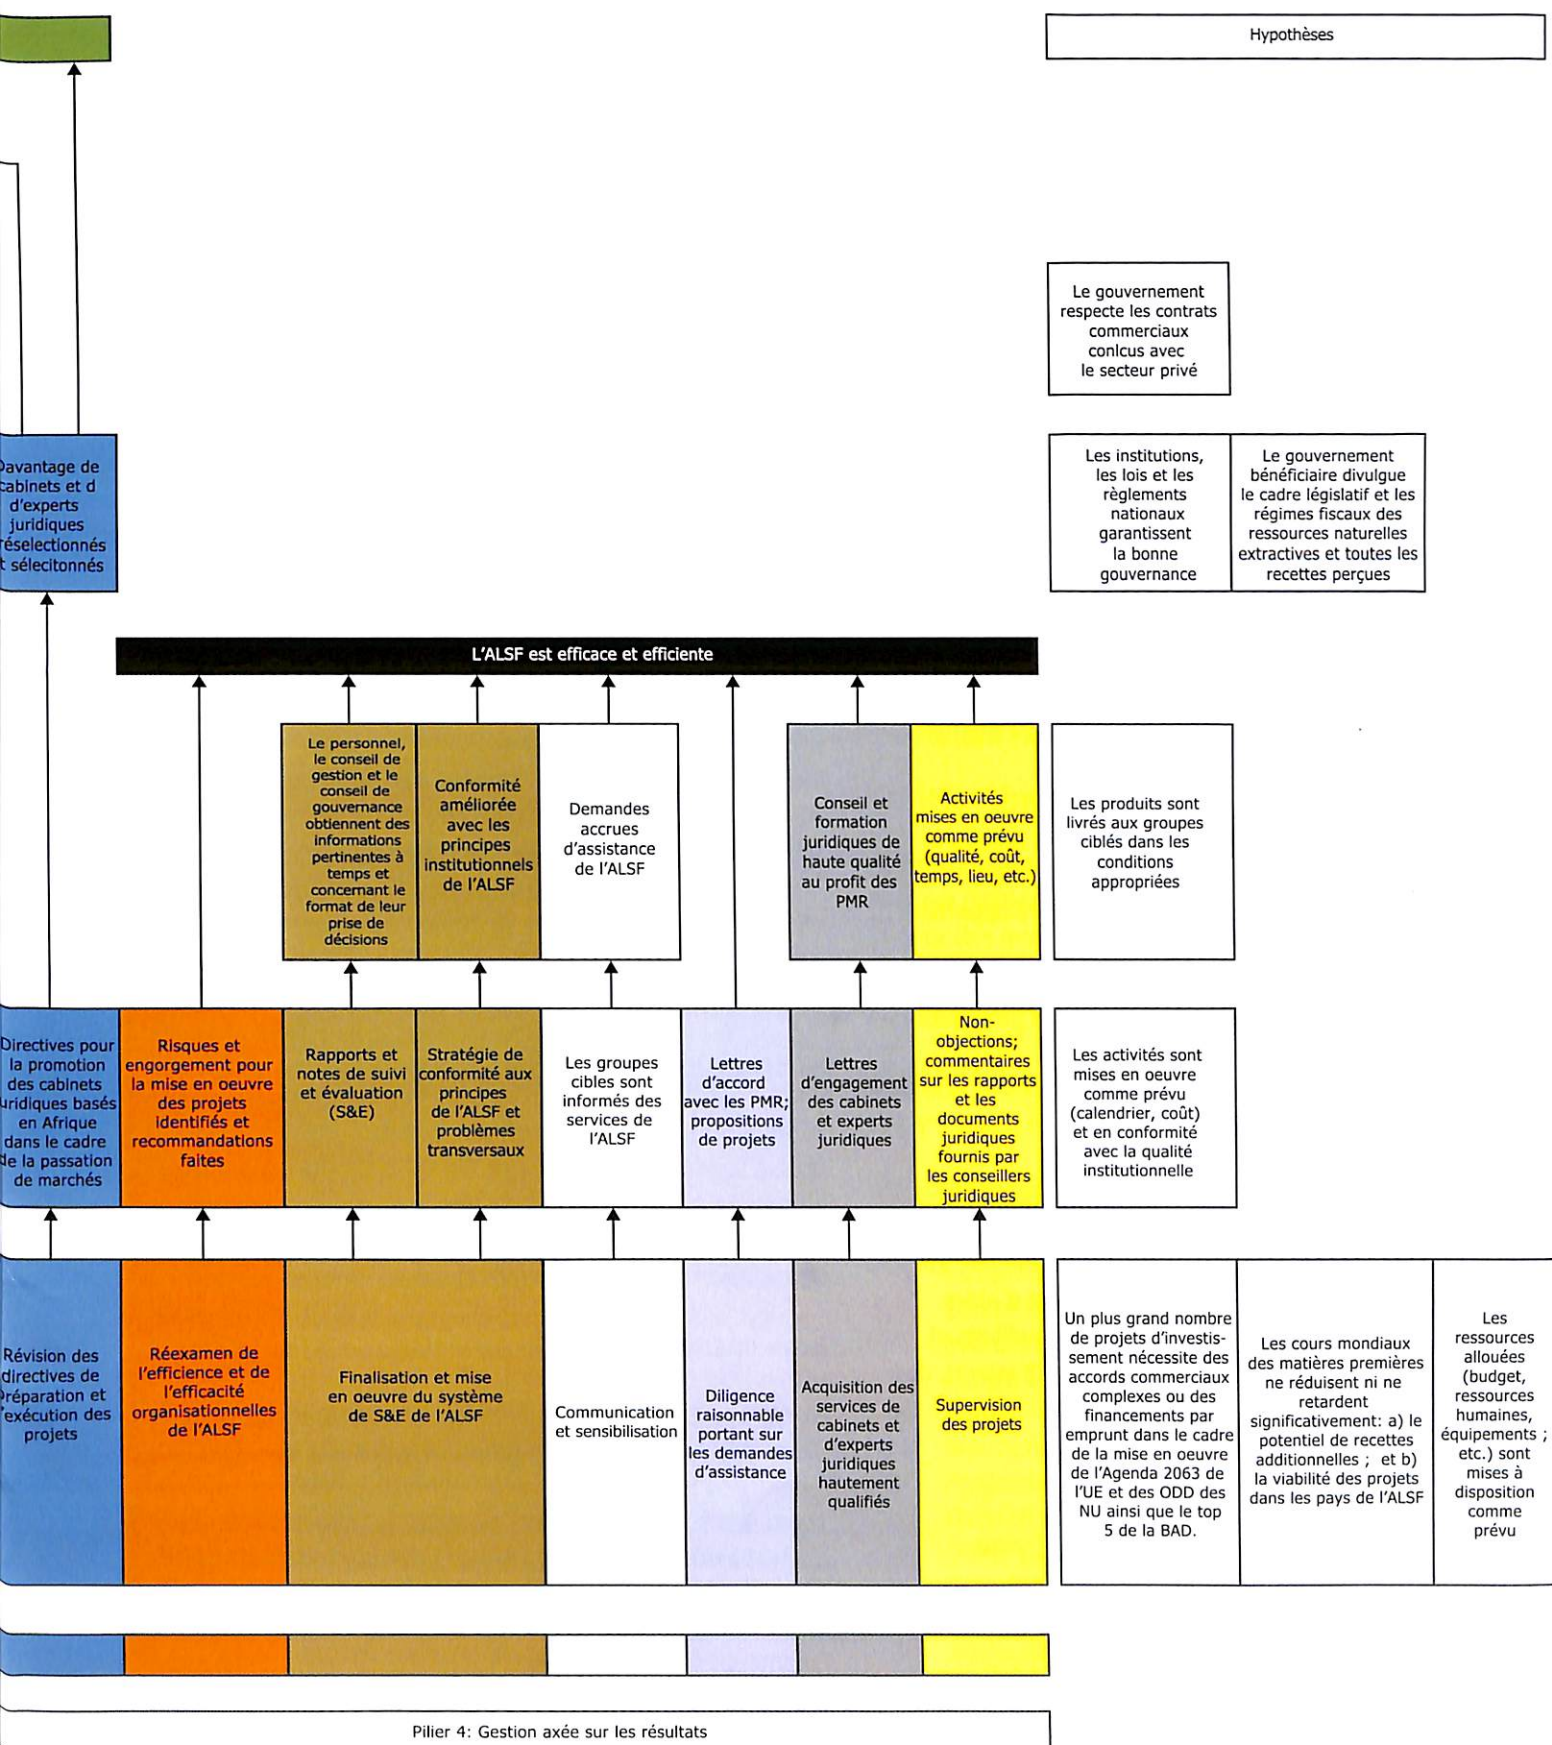 Hypothèses
Le gouvernement
respecte les contrats
commerciaux
conlcus avec
le secteur privé
Davantage de
cabinets et d
d'experts
juridiques
réselectionnés
t sélecitonnés
Les institutions,
les lois et les
règlements
nationaux
garantissent
la bonne
gouvernance
Le gouvernement
bénéficiaire divulgue
le cadre législatif et les
régimes fiscaux des
ressources naturelles
extractives et toutes les
recettes perçues
L'ALSF est efficace et efficiente
Le personnel,
le conseil de
gestion et le
conseil de
gouvernance
obtiennent des
informations
pertinentes à
temps et
concernant le
format de leur
prise de
décisions
Conformité
améliorée
avec les
principes
institutionnels
de l'ALSF
Demandes
accrues
d'assistance
de l'ALSF
Conseil et
formation
juridiques de
haute qualité
au profit des
PMR
Activités
mises en oeuvre
comme prévu
(qualité, coût,
temps, lieu, etc.)
Les produits sont
livrés aux groupes
ciblés dans les
conditions
appropriées
Directives pour
la promotion
des cabinets
uridiques basés
en Afrique
dans le cadre
de la passation
de marchés
Risques et
engorgement pour
la mise en oeuvre
des projets
identifiés et
recommandations
faites
Rapports et
notes de suivi
et évaluation
(S&E)
Stratégie de
conformité aux
principes
de l'ALSF et
problèmes
transversaux
Les groupes
cibles sont
informés des
services de
l'ALSF
Lettres
d'accord
avec les PMR;
propositions
de projets
Lettres
d'engagement
des cabinets
et experts
juridiques
Non-
objections;
commentaires
sur les rapports
et les
documents
juridiques
fournis par
les conseillers
juridiques
Les activités sont
mises en oeuvre
comme prévu
(calendrier, coût)
et en conformité
avec la qualité
institutionnelle
Révision des
directives de
préparation et
l'exécution des
projets
Réexamen de
l'efficience et de
l'efficacité
organisationnelles
de l'ALSF
Finalisation et mise
en oeuvre du système
de S&E de l'ALSF
Communication
et sensibilisation
Diligence
raisonnable
portant sur
les demandes
d'assistance
Acquisition des
services de
cabinets et
d'experts
juridiques
hautement
qualifiés
Supervision
des projets
Un plus grand nombre
de projets d'investis-
sement nécessite des
accords commerciaux
complexes ou des
financements par
emprunt dans le cadre
de la mise en oeuvre
de l'Agenda 2063 de
l'UE et des ODD des
NU ainsi que le top
5 de la BAD.
Les cours mondiaux
des matières premières
ne réduisent ni ne
retardent
significativement: a) le
potentiel de recettes
additionnelles ; et b)
la viabilité des projets
dans les pays de l'ALSF
Les
ressources
allouées
(budget,
ressources
humaines,
équipements ;
etc.) sont
mises à
disposition
comme
prévu
Pilier 4: Gestion axée sur les résultats